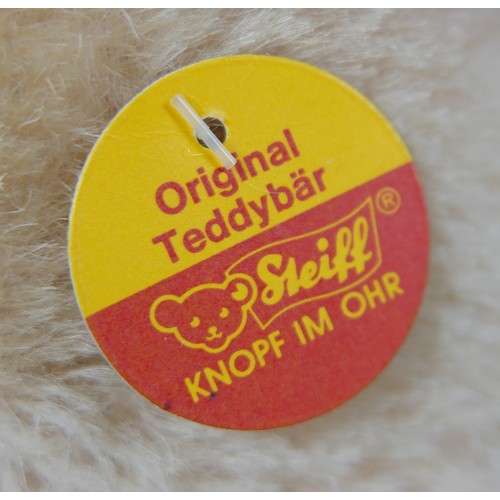 Original
Teddybär
Steiff ®
KNOPF IM OHR